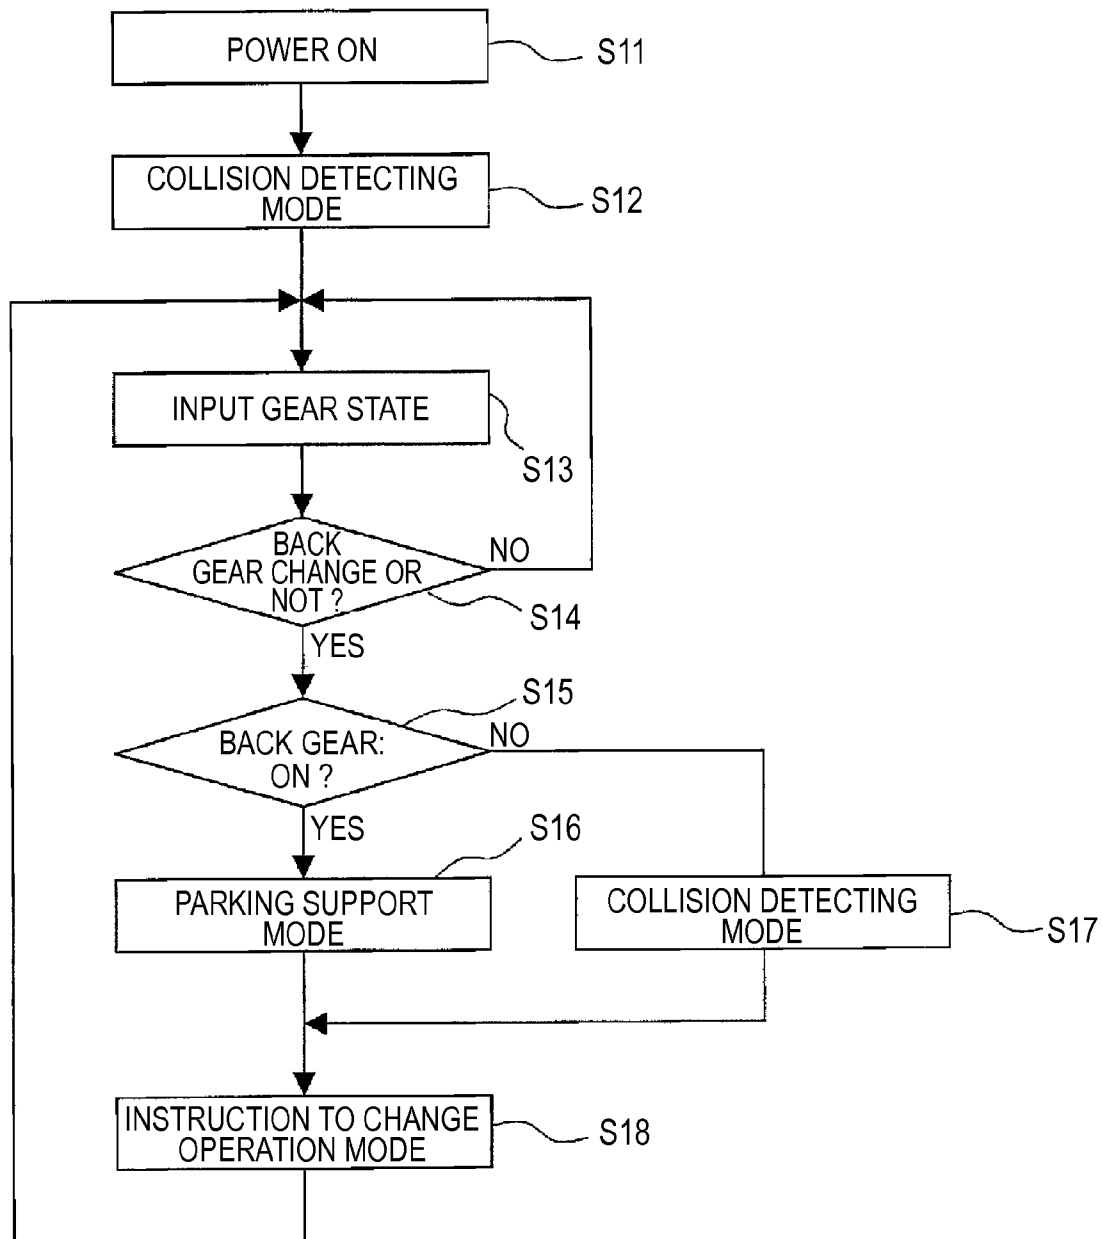 POWER ON
S11
COLLISION DETECTING
MODE
S12
INPUT GEAR STATE
S13
BACK
GEAR CHANGE OR
NOT ?
NO
S14
YES
S15
BACK GEAR:
ON ?
NO
YES
S16
PARKING SUPPORT
MODE
COLLISION DETECTING
MODE
S17
INSTRUCTION TO CHANGE
OPERATION MODE
S18